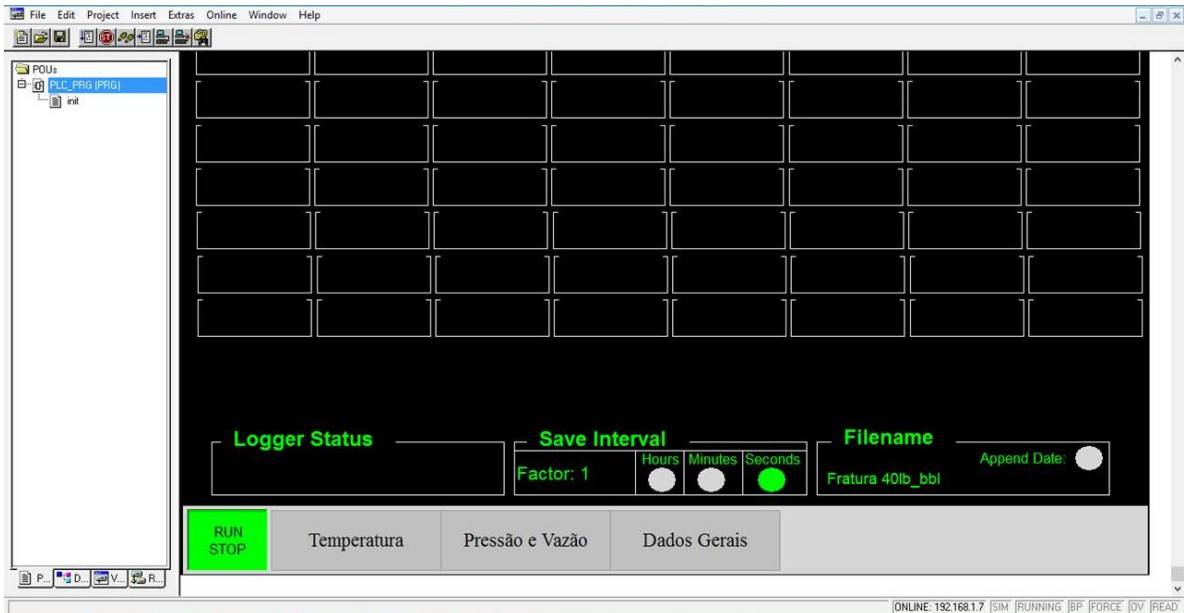 File Edit Project Insert Extras Online Window Help
POUs
PLC_PRG (PRG)
init
Logger Status
Save Interval
Factor: 1
Hours Minutes Seconds
Filename
Append Date:
Fratura 40lb_bbl
RUN
STOP
Temperatura
Pressão e Vazão
Dados Gerais
P... D... V... R...
ONLINE: 192.168.1.7 SIM RUNNING BP FORCE OV READ